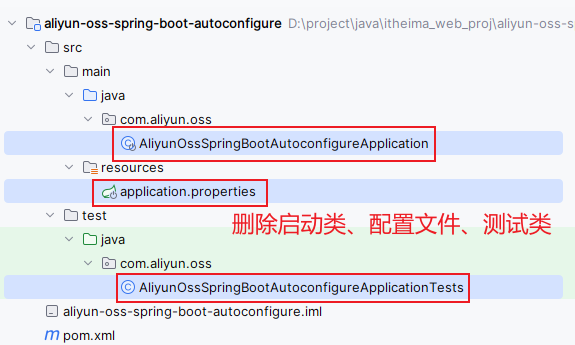 aliyun-oss-spring-boot-autoconfigure D:\project\java\itheima_web_proj\aliyun-oss-s
src
main
java
com.aliyun.oss
AliyunOssSpringBootAutoconfigureApplication
resources
application.properties
test
删除启动类、配置文件、测试类
java
com.aliyun.oss
AliyunOssSpringBootAutoconfigureApplicationTests
aliyun-oss-spring-boot-autoconfigure.iml
pom.xml